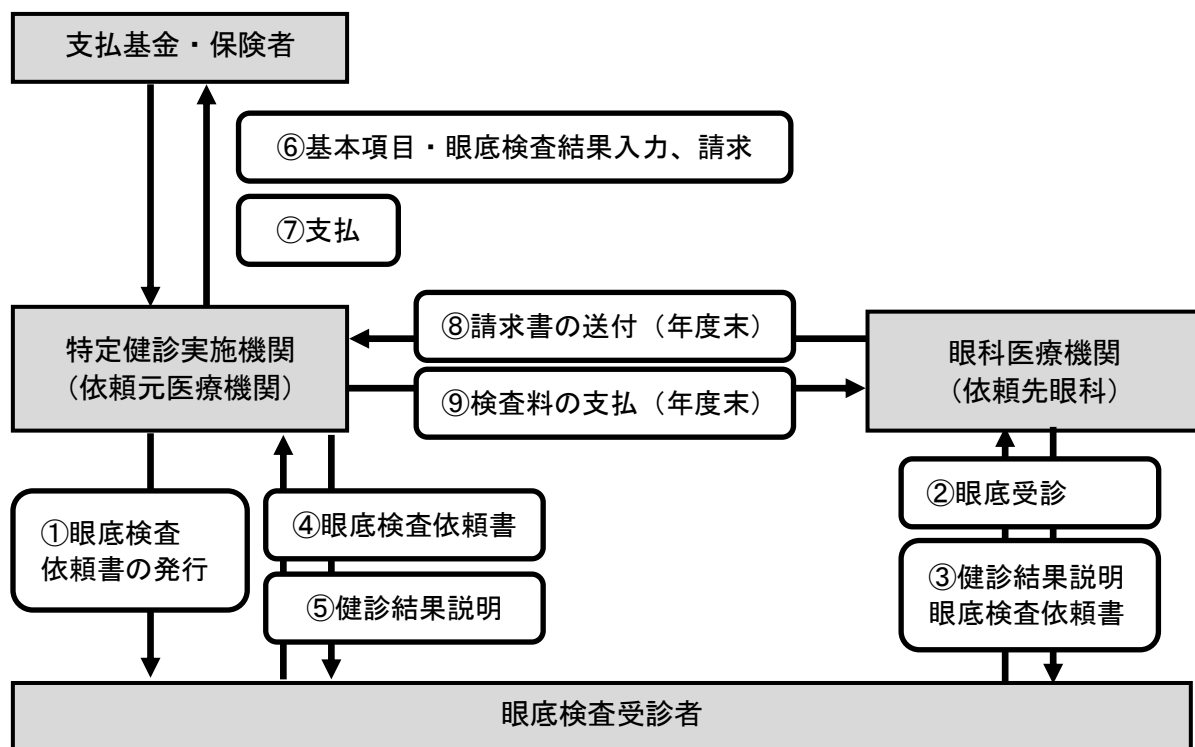 支払基金・保険者
⑥基本項目・眼底検査結果入力、請求
⑦支払
特定健診実施機関
（依頼元医療機関）
⑧請求書の送付（年度末）
⑨検査料の支払（年度末）
眼科医療機関
（依頼先眼科）
①眼底検査
依頼書の発行
④眼底検査依頼書
⑤健診結果説明
②眼底受診
③健診結果説明
眼底検査依頼書
眼底検査受診者